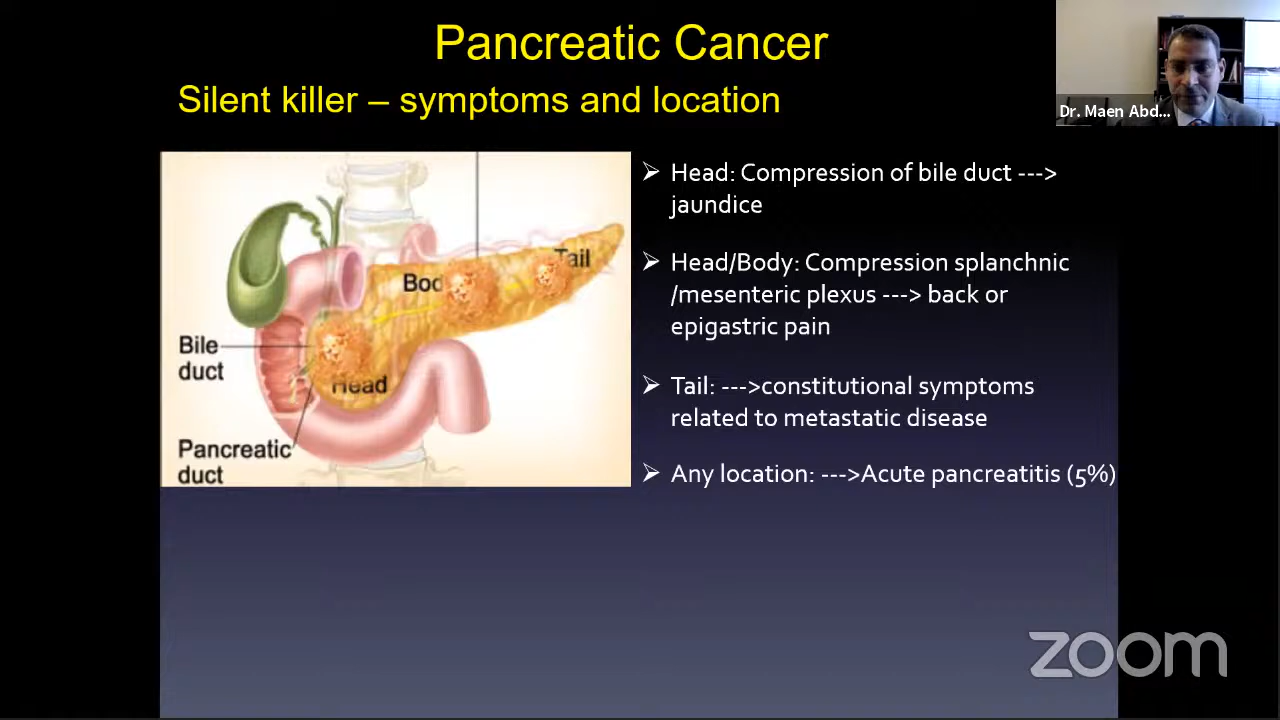 Pancreatic Cancer
Silent killer – symptoms and location
Dr. Maen Abd...
Body
Tail
Bile
duct
Head
Pancreatic
duct
➢ Head: Compression of bile duct --->
jaundice
➢ Head/Body: Compression splanchnic
/mesenteric plexus ---> back or
epigastric pain
➢ Tail: --->constitutional symptoms
related to metastatic disease
➢ Any location: --->Acute pancreatitis (5%)
zoom